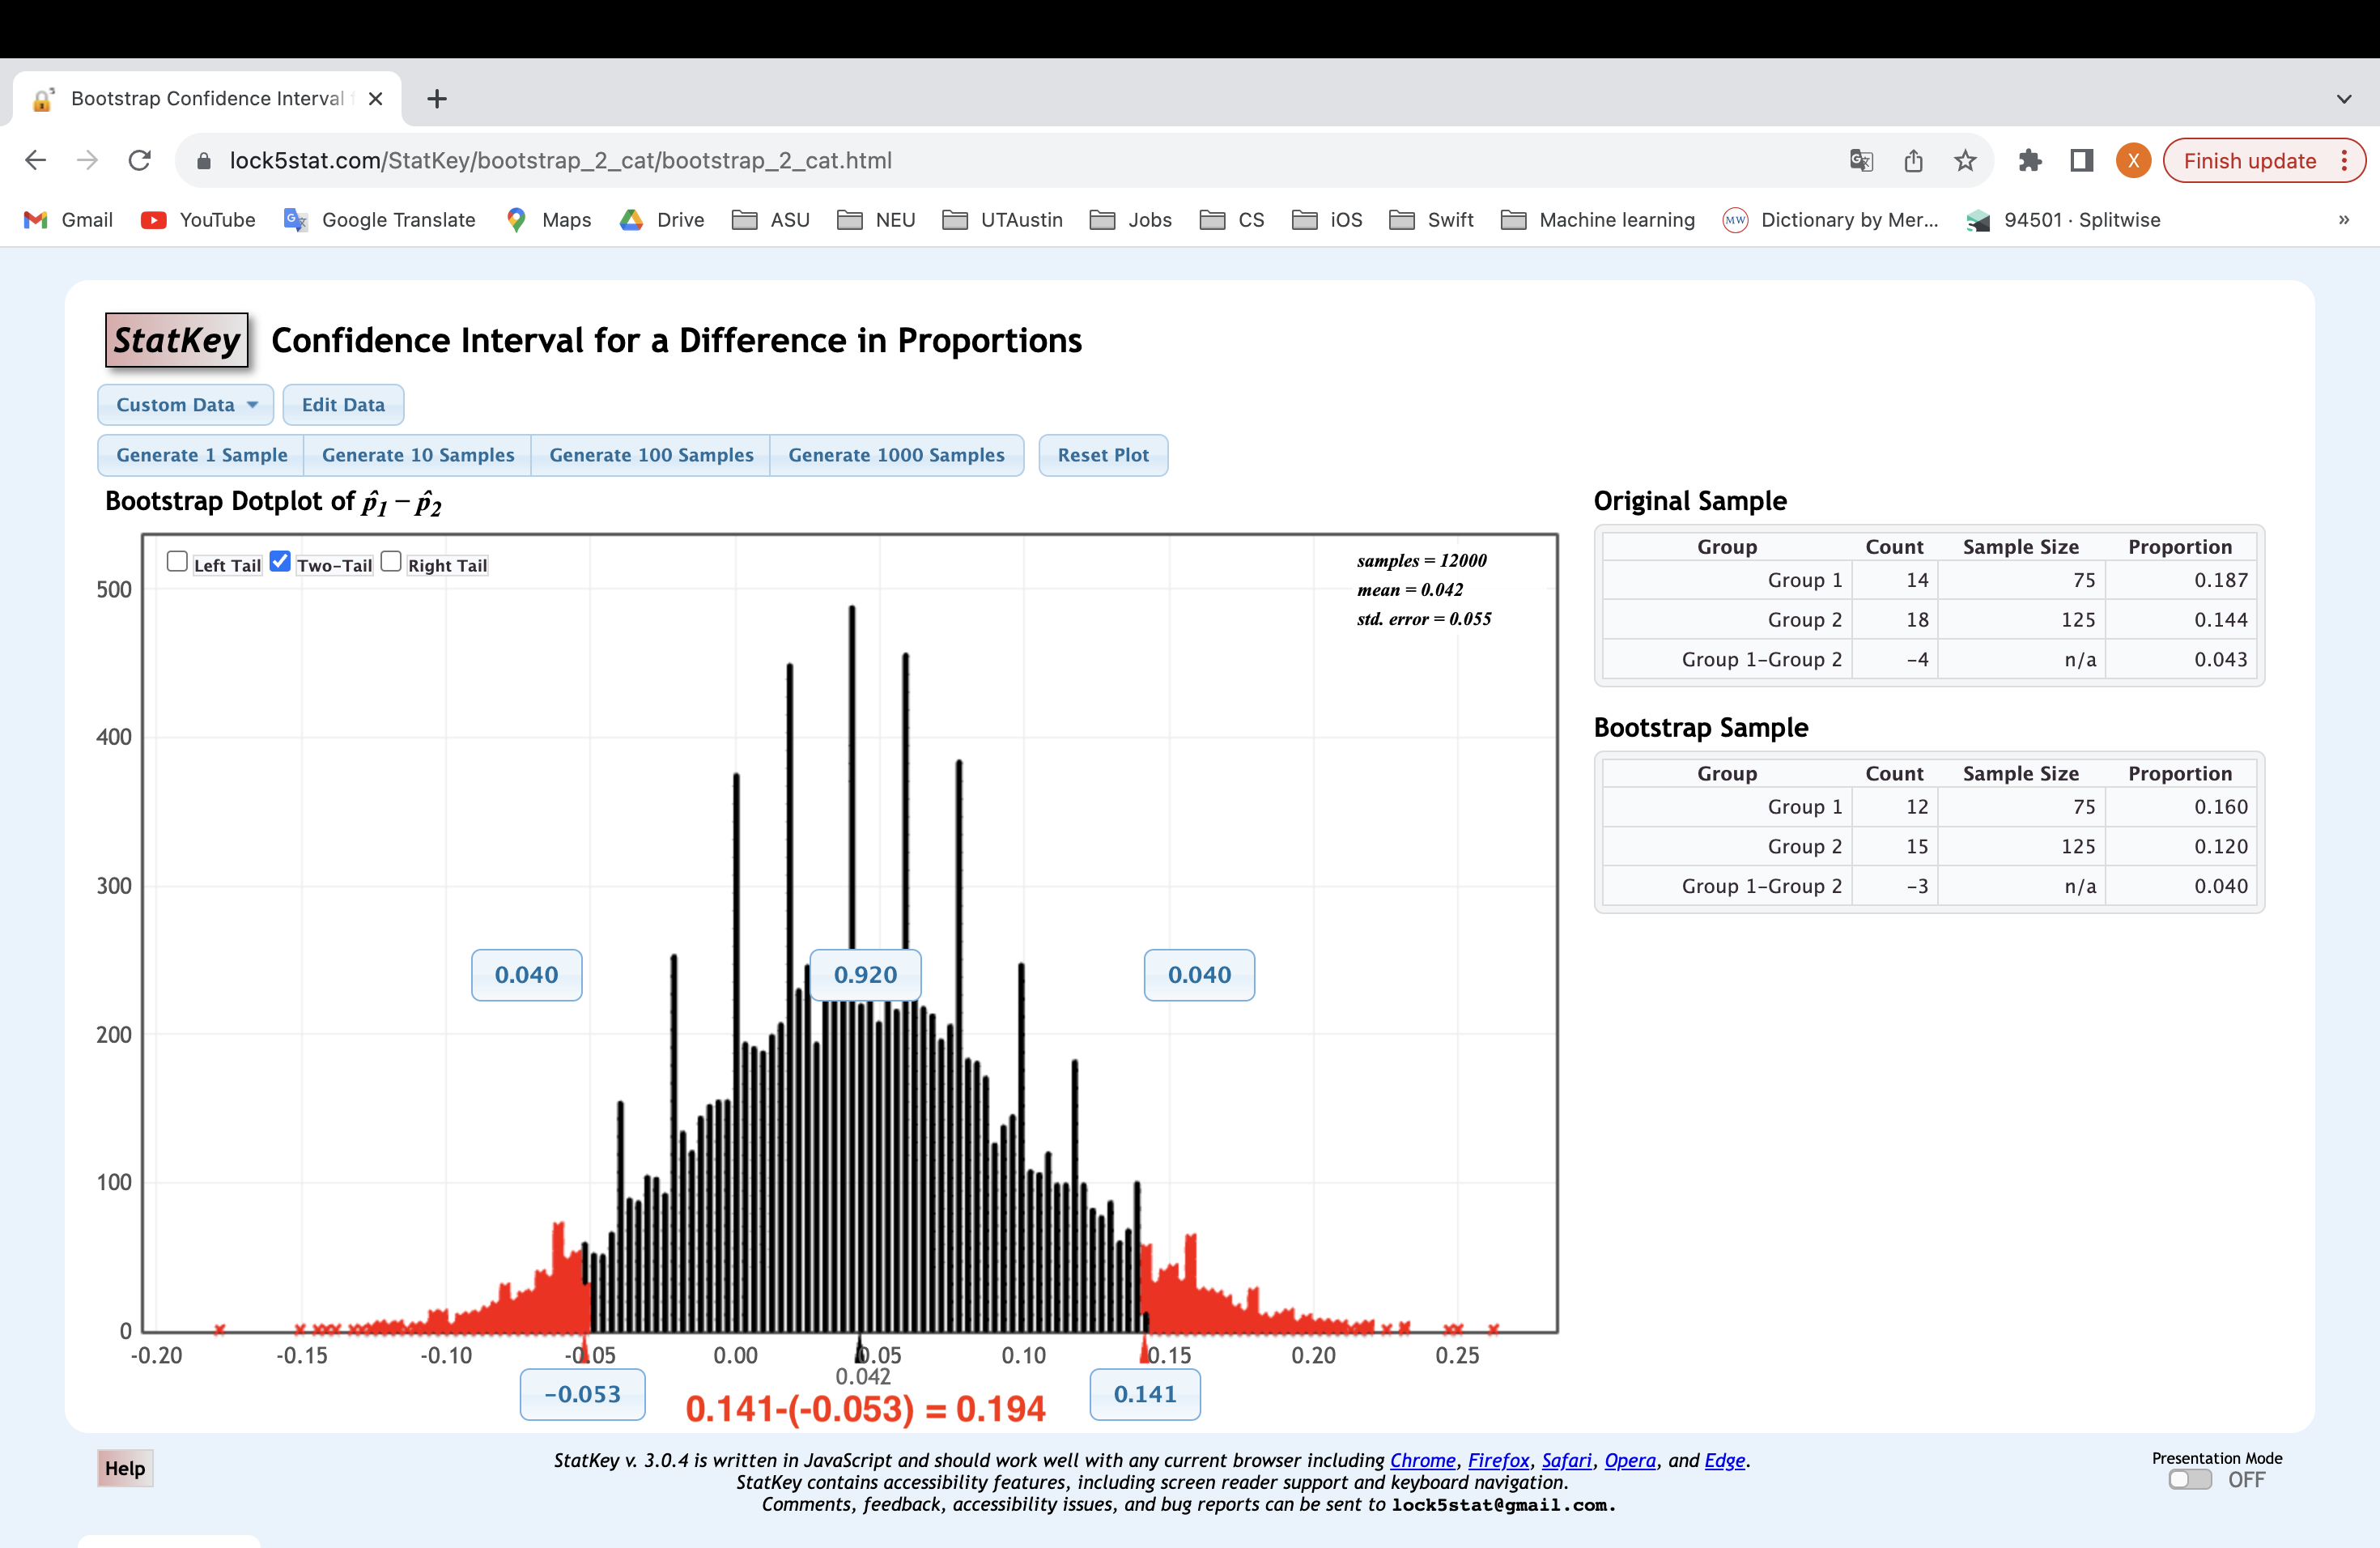 Bootstrap Confidence Interval f
lock5stat.com/StatKey/bootstrap_2_cat/bootstrap_2_cat.html
X
Finish update
Gmail YouTube Google Translate Maps Drive ASU NEU UTAustin Jobs CS iOS Swift Machine learning Dictionary by Mer... 94501 · Splitwise »
StatKey Confidence Interval for a Difference in Proportions
Custom Data Edit Data
Generate 1 Sample Generate 10 Samples Generate 100 Samples Generate 1000 Samples Reset Plot
Bootstrap Dotplot of p̂1 − p̂2
Left Tail Two-Tail Right Tail
samples = 12000
mean = 0.042
std. error = 0.055
500
400
300
200
100
0
0.040 0.920 0.040
-0.20 -0.15 -0.10 -0.05 0.00 0.05 0.10 0.15 0.20 0.25
0.042
−0.053 0.141-(-0.053) = 0.194 0.141
Original Sample
Group Count Sample Size Proportion
Group 1 14 75 0.187
Group 2 18 125 0.144
Group 1-Group 2 -4 n/a 0.043
Bootstrap Sample
Group Count Sample Size Proportion
Group 1 12 75 0.160
Group 2 15 125 0.120
Group 1-Group 2 -3 n/a 0.040
Help
StatKey v. 3.0.4 is written in JavaScript and should work well with any current browser including Chrome, Firefox, Safari, Opera, and Edge.
StatKey contains accessibility features, including screen reader support and keyboard navigation.
Comments, feedback, accessibility issues, and bug reports can be sent to lock5stat@gmail.com.
Presentation Mode
OFF